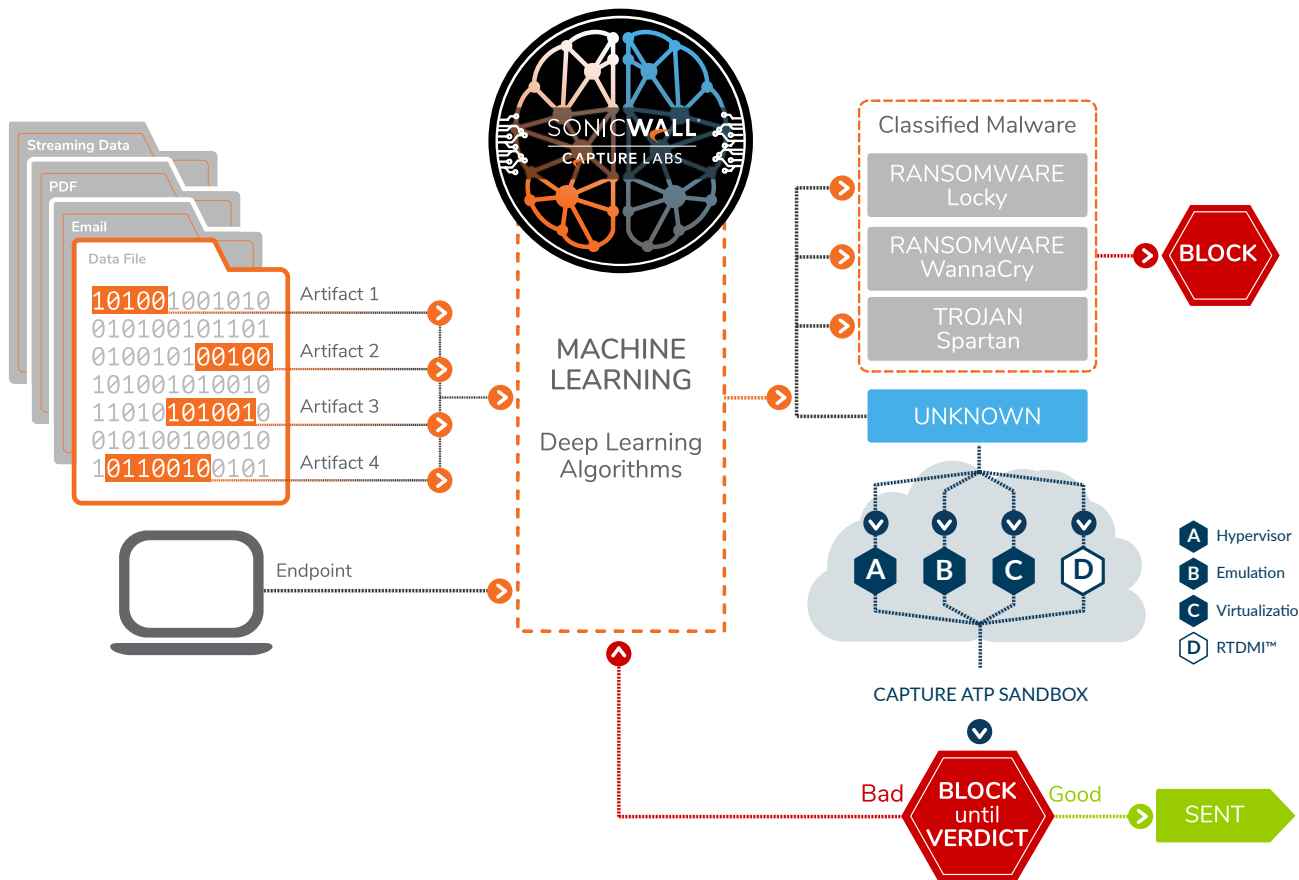 Streaming Data
PDF
Email
Data File
101001001010
010100101101
010010100100
101001010010
110101010010
010100100010
101100100101
Artifact 1
Artifact 2
Artifact 3
Artifact 4
Endpoint
SONICWALL
CAPTURE LABS
MACHINE
LEARNING
Deep Learning
Algorithms
Classified Malware
RANSOMWARE
Locky
RANSOMWARE
WannaCry
TROJAN
Spartan
BLOCK
UNKNOWN
A
B
C
D
A Hypervisor
B Emulation
C Virtualizatio
D RTDMI™
CAPTURE ATP SANDBOX
Bad
BLOCK
until
VERDICT
Good
SENT